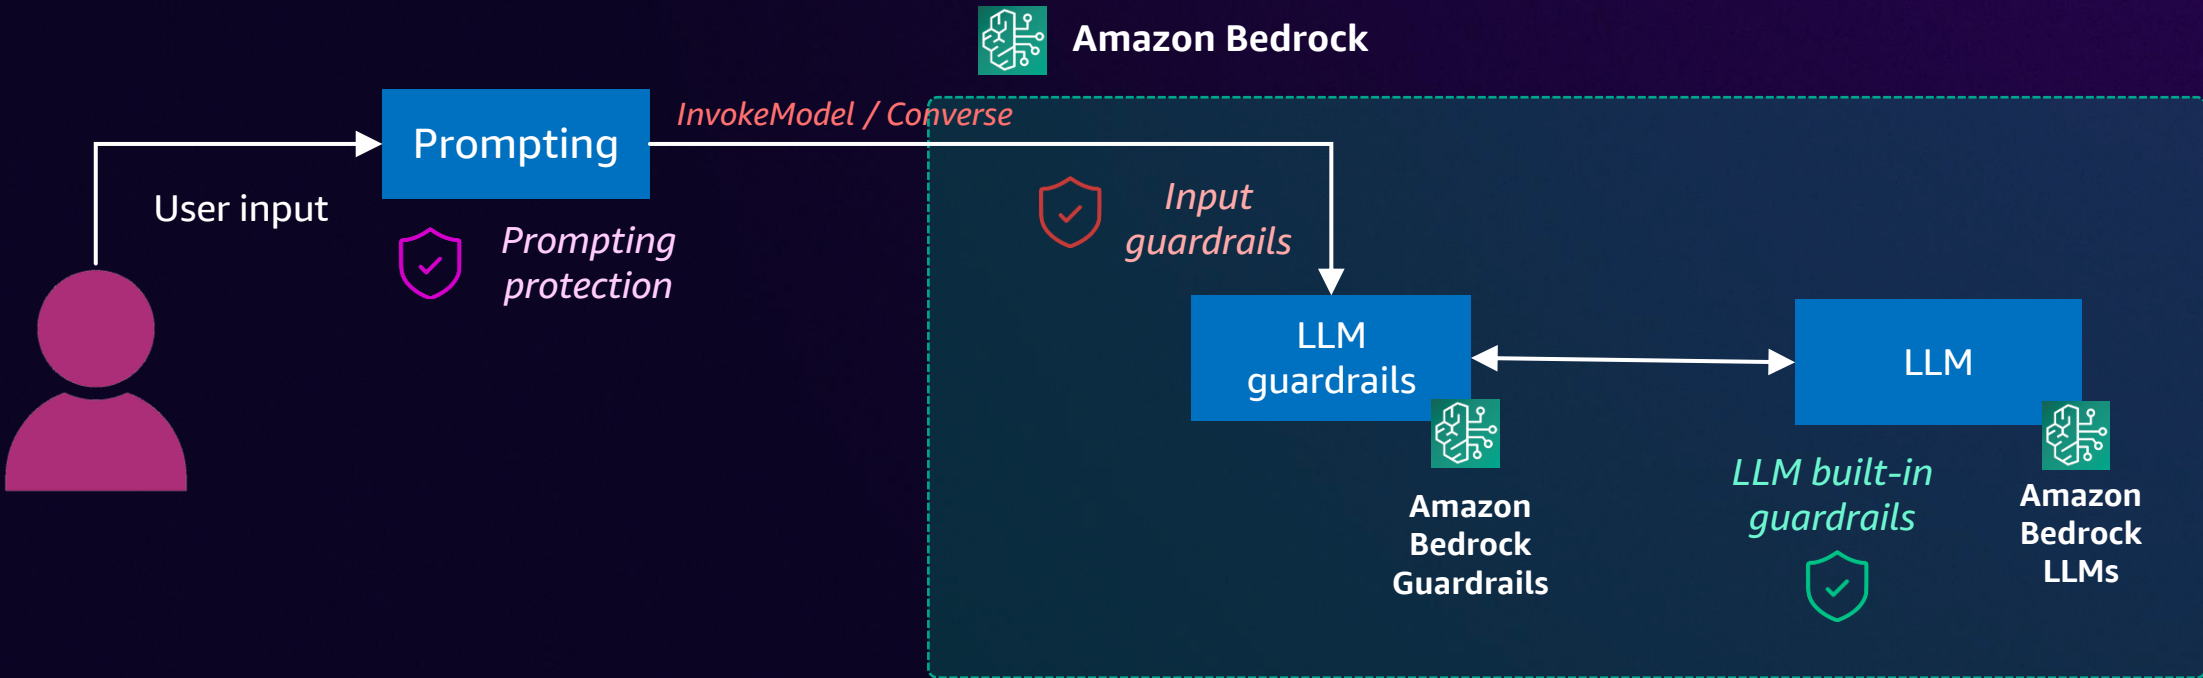 Amazon Bedrock
InvokeModel / Converse
Prompting
User input
Prompting
protection
Input
guardrails
LLM
guardrails
LLM
Amazon
Bedrock
Guardrails
LLM built-in
guardrails
Amazon
Bedrock
LLMs